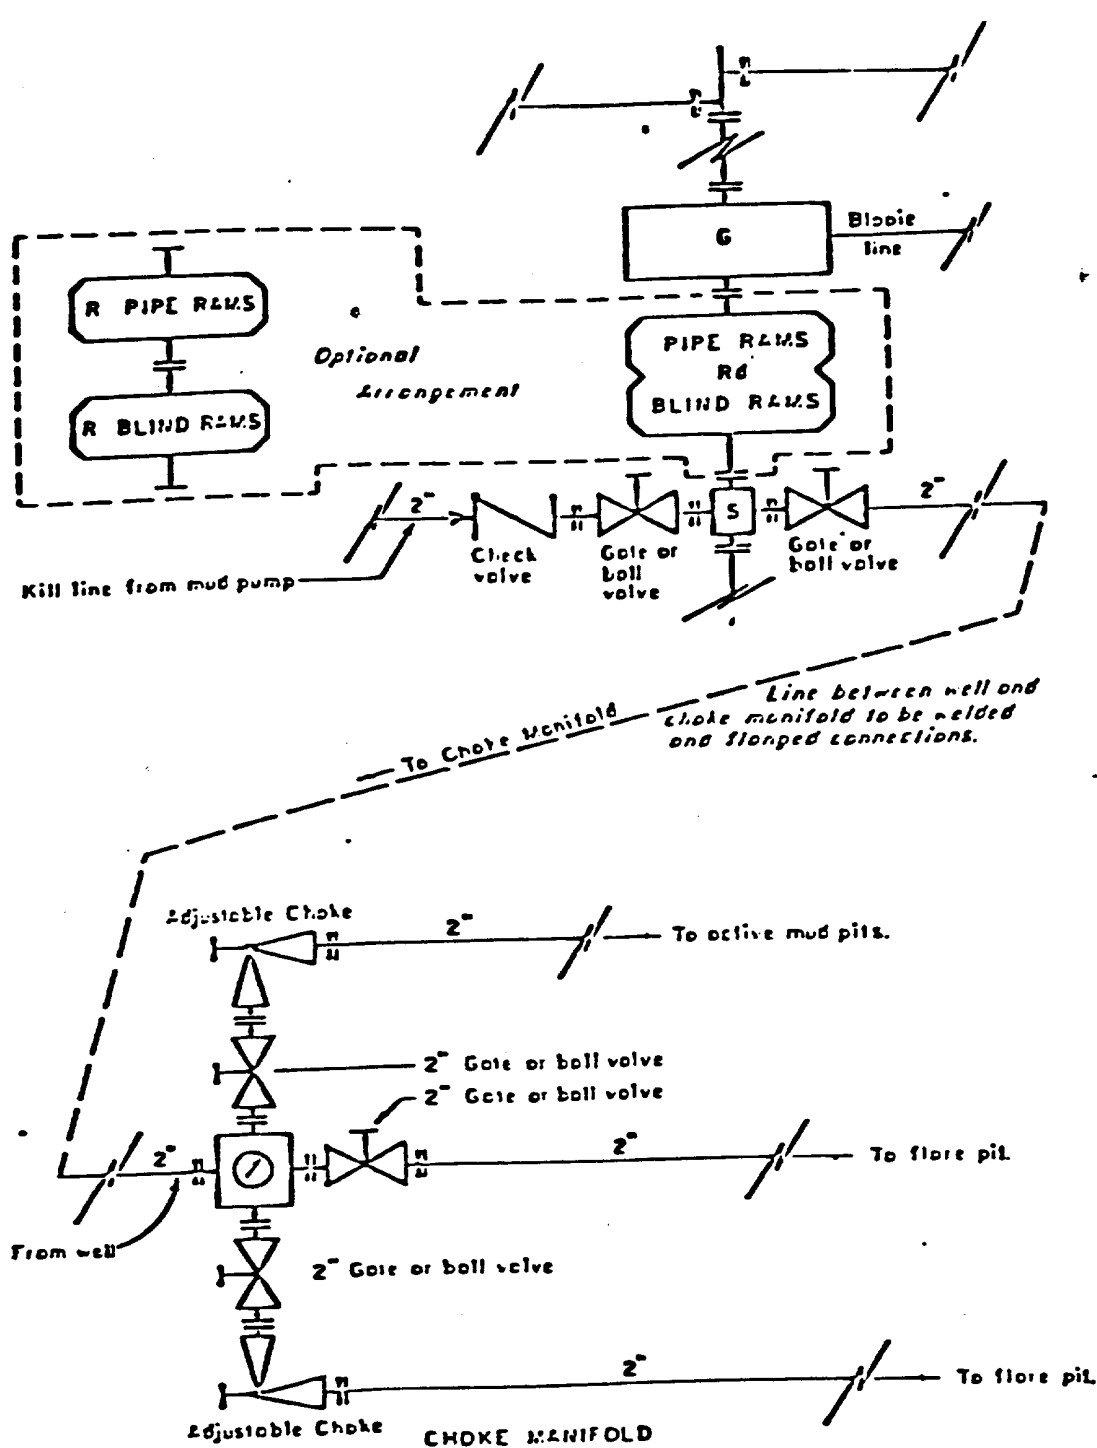 G
Blooie
line
R PIPE RAMS
PIPE RAMS
Rd
BLIND RAMS
Optional
Arrangement
R BLIND RAMS
2"
2"
S
Check
valve
Gate or
ball
valve
Gate or
ball valve
Kill line from mud pump
Line between well and
choke manifold to be welded
and flanged connections.
To Choke Manifold
Adjustable Choke
2"
To active mud pits.
2" Gate or ball valve
2" Gate or ball valve
2"
2"
To flare pit.
From well
2" Gate or ball valve
2"
To flare pit.
Adjustable Choke
CHOKE MANIFOLD